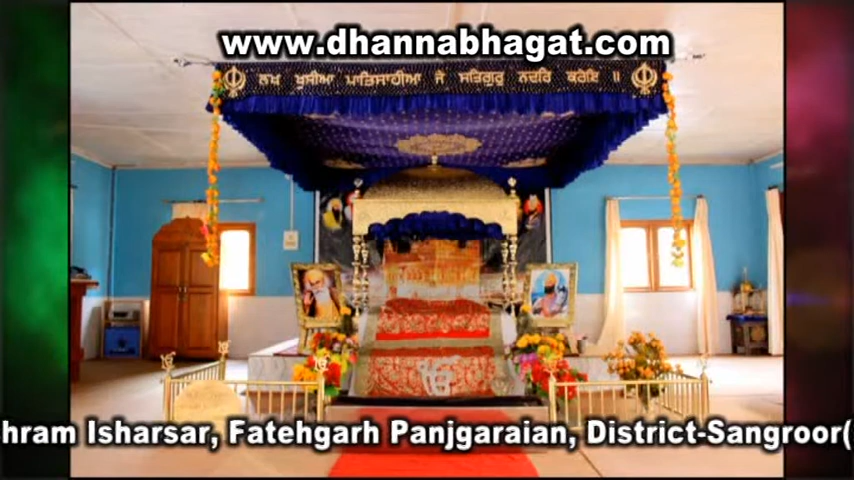 www.dhannabhagat.com
ਲਖ ਖੁਸੀਆ ਪਾਤਿਸਾਹੀਆ ਜੇ ਸਤਿਗੁਰੁ ਨਦਰਿ ਕਰੇਇ ॥
ੴ
hram Isharsar, Fatehgarh Panjgaraian, District-Sangroor(